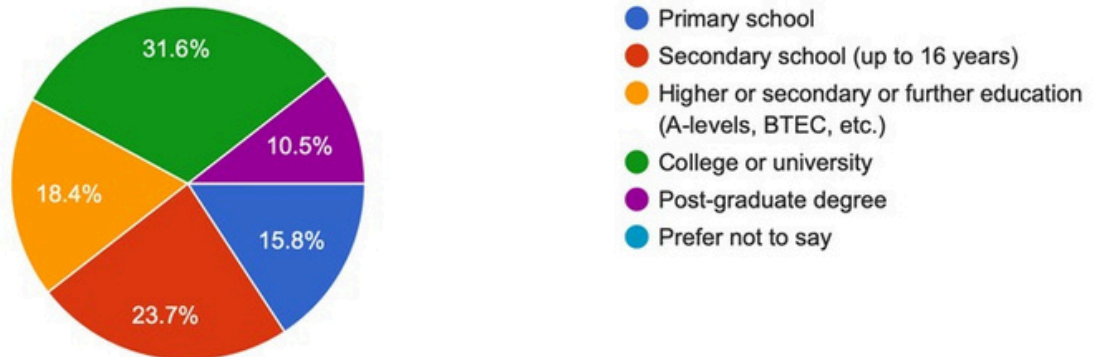 31.6%
10.5%
18.4%
15.8%
23.7%
Primary school
Secondary school (up to 16 years)
Higher or secondary or further education
(A-levels, BTEC, etc.)
College or university
Post-graduate degree
Prefer not to say